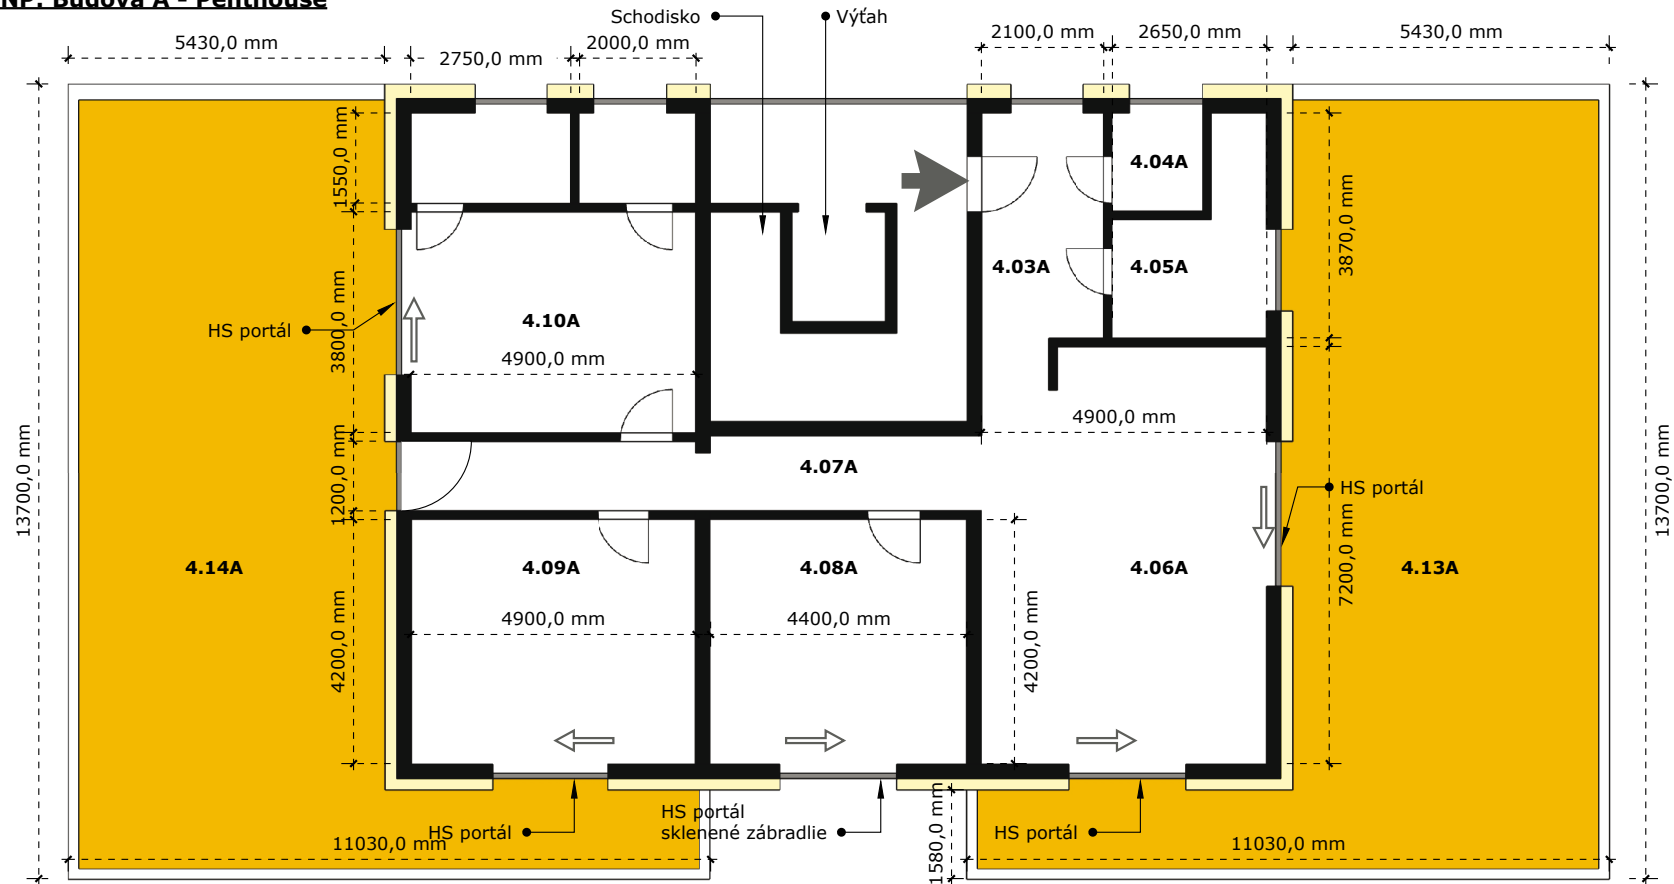 NP: Budova A - Penthouse
Schodisko
Výťah
5430,0 mm
2750,0 mm
2000,0 mm
2100,0 mm
2650,0 mm
5430,0 mm
1550,0 mm
4.04A
3870,0 mm
4.03A
4.05A
HS portál
3800,0 mm
4.10A
4900,0 mm
4900,0 mm
13700,0 mm
1200,0 mm
4.07A
HS portál
13700,0 mm
7200,0 mm
4.14A
4.09A
4.08A
4.06A
4.13A
4900,0 mm
4400,0 mm
4200,0 mm
4200,0 mm
HS portál
HS portál
sklenené zábradlie
HS portál
1580,0 mm
11030,0 mm
11030,0 mm